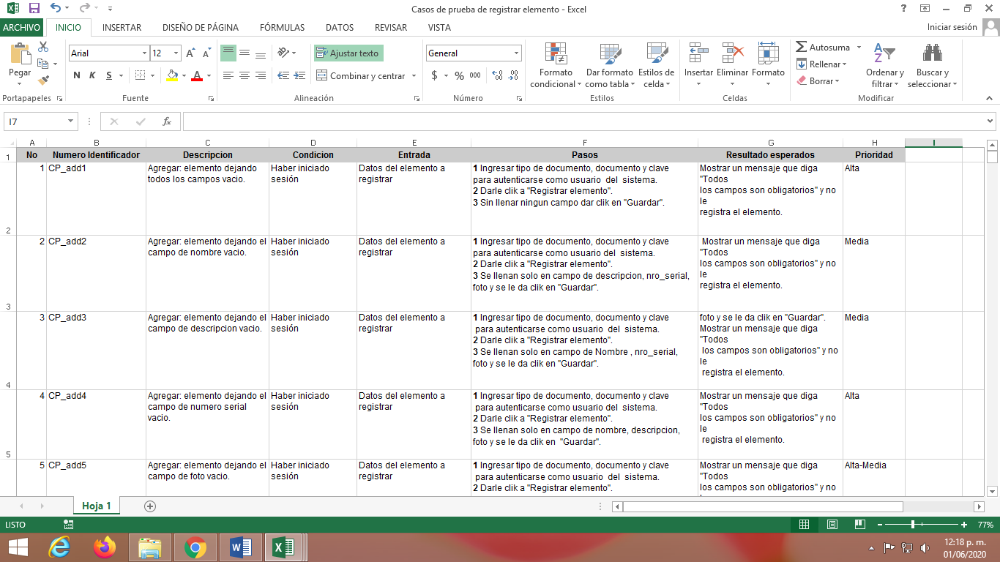 Casos de prueba de registrar elemento - Excel
ARCHIVO INICIO INSERTAR DISEÑO DE PÁGINA FÓRMULAS DATOS REVISAR VISTA Iniciar sesión
Pegar
Portapapeles
Arial 12
N K S
Fuente
Ajustar texto
Combinar y centrar
Alineación
General
$ % 000
Número
Formato condicional
Dar formato como tabla
Estilos de celda
Estilos
Insertar Eliminar Formato
Celdas
Autosuma
Rellenar
Borrar
Ordenar y filtrar
Buscar y seleccionar
Modificar
I7
A B C D E F G H I
1 No Numero Identificador Descripcion Condicion Entrada Pasos Resultado esperados Prioridad
2
1 CP_add1
Agregar: elemento dejando
todos los campos vacio.
Haber iniciado
sesión
Datos del elemento a
registrar
1 Ingresar tipo de documento, documento y clave
para autenticarse como usuario del sistema.
2 Darle clik a "Registrar elemento".
3 Sin llenar ningun campo dar clik en "Guardar".
Mostrar un mensaje que diga
"Todos
los campos son obligatorios" y no
le
registra el elemento.
Alta
3
2 CP_add2
Agregar: elemento dejando el
campo de nombre vacio.
Haber iniciado
sesión
Datos del elemento a
registrar
1 Ingresar tipo de documento, documento y clave
para autenticarse como usuario del sistema.
2 Darle clik a "Registrar elemento".
3 Se llenan solo en campo de descripcion, nro_serial,
foto y se le da clik en "Guardar".
Mostrar un mensaje que diga
"Todos
los campos son obligatorios" y no
le
registra el elemento.
Media
4
3 CP_add3
Agregar: elemento dejando el
campo de descripcion vacio.
Haber iniciado
sesión
Datos del elemento a
registrar
1 Ingresar tipo de documento, documento y clave
para autenticarse como usuario del sistema.
2 Darle clik a "Registrar elemento".
3 Se llenan solo en campo de Nombre , nro_serial,
foto y se le da clik en "Guardar".
foto y se le da clik en "Guardar".
Mostrar un mensaje que diga
"Todos
los campos son obligatorios" y no
le
registra el elemento.
Media
5
4 CP_add4
Agregar: elemento dejando el
campo de numero serial
vacio.
Haber iniciado
sesión
Datos del elemento a
registrar
1 Ingresar tipo de documento, documento y clave
para autenticarse como usuario del sistema.
2 Darle clik a "Registrar elemento".
3 Se llenan solo en campo de nombre, descripcion,
foto y se le da clik en "Guardar".
Mostrar un mensaje que diga
"Todos
los campos son obligatorios" y no
le
registra el elemento.
Alta
5 CP_add5
Agregar: elemento dejando el
campo de foto vacio.
Haber iniciado
sesión
Datos del elemento a
registrar
1 Ingresar tipo de documento, documento y clave
para autenticarse como usuario del sistema.
2 Darle clik a "Registrar elemento".
Mostrar un mensaje que diga
"Todos
los campos son obligatorios" y no
Alta-Media
Hoja 1
LISTO 77%
12:18 p. m.
01/06/2020